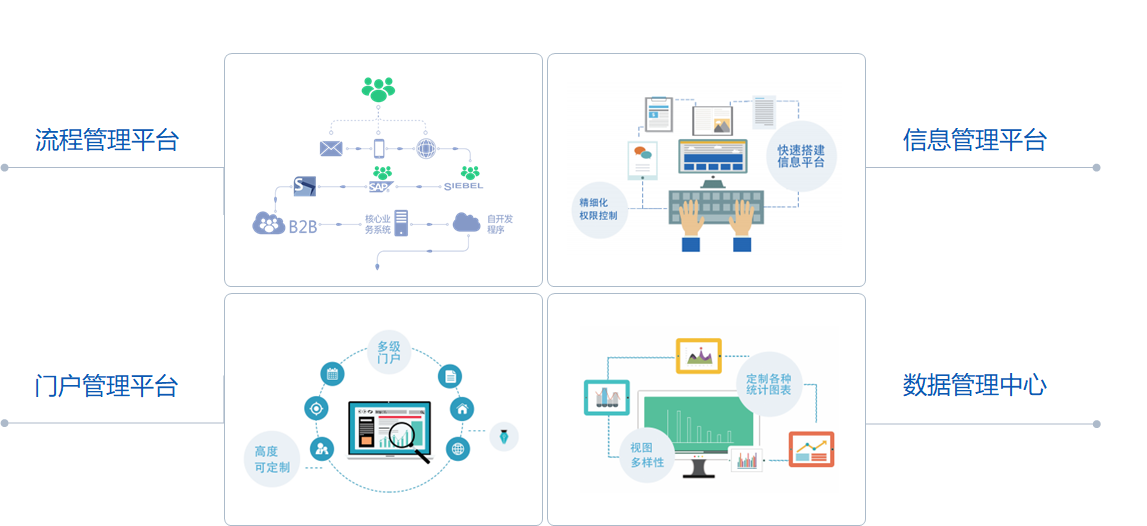 流程管理平台
SAP
SIEBEL
B2B
核心业
务系统
自开发
程序
信息管理平台
快速搭建
信息平台
精细化
权限控制
门户管理平台
多级
门户
高度
可定制
数据管理中心
定制各种
统计图表
视图
多样性